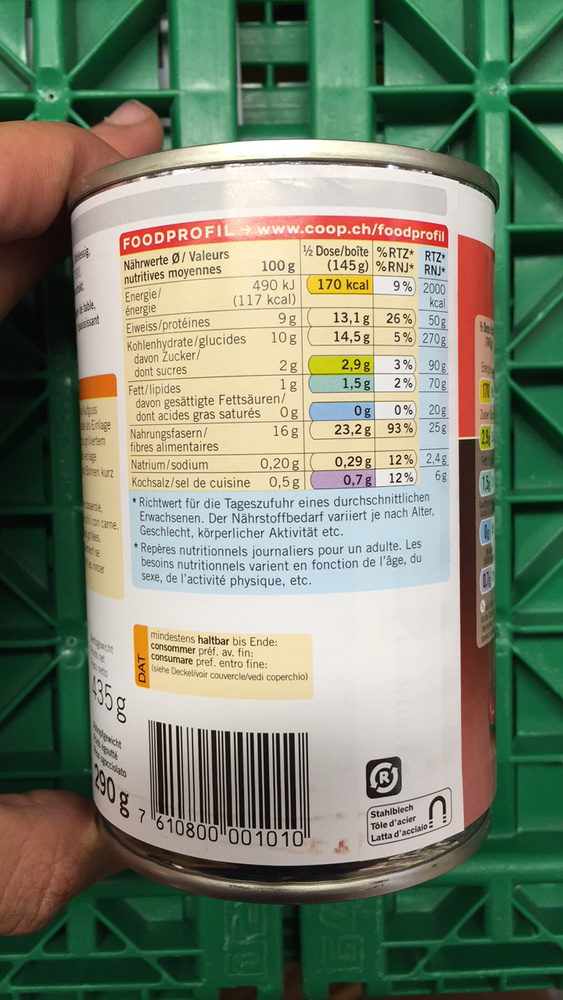 FOODPROFIL → www.coop.ch/foodprofil
Nährwerte Ø/Valeurs
nutritives moyennes 100 g ½ Dose/boîte (145 g) %RTZ* %RNJ* RTZ* RNJ*
Energie/
énergie 490 kJ (117 kcal) 170 kcal 9% 2000 kcal
Eiweiss/protéines 9 g 13,1 g 26% 50 g
Kohlenhydrate/glucides 10 g 14,5 g 5% 270 g
davon Zucker/
dont sucres 2 g 2,9 g 3% 90 g
Fett/lipides 1 g 1,5 g 2% 70 g
davon gesättigte Fettsäuren/
dont acides gras saturés 0 g 0 g 0% 20 g
Nahrungsfasern/
fibres alimentaires 16 g 23,2 g 93% 25 g
Natrium/sodium 0,20 g 0,29 g 12% 2,4 g
Kochsalz/sel de cuisine 0,5 g 0,7 g 12% 6 g
* Richtwert für die Tageszufuhr eines durchschnittlichen
Erwachsenen. Der Nährstoffbedarf variiert je nach Alter,
Geschlecht, körperlicher Aktivität etc.
* Repères nutritionnels journaliers pour un adulte. Les
besoins nutritionnels varient en fonction de l'âge, du
sexe, de l'activité physique, etc.
DAT
mindestens haltbar bis Ende:
consommer préf. av. fin:
consumare pref. entro fine:
(siehe Deckel/voir couvercle/vedi coperchio)
435 g
290 g
7 610800 001010
R
Stahlblech
Tôle d'acier
Latta d'acciaio